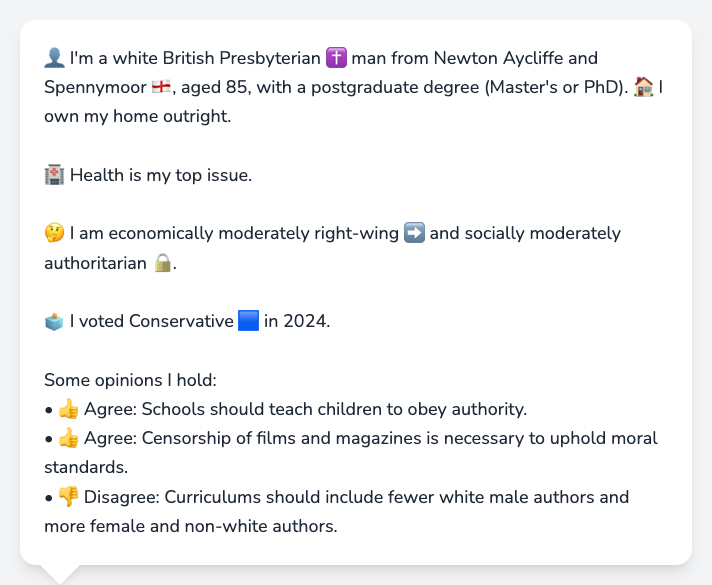 👤 I'm a white British Presbyterian ✝️ man from Newton Aycliffe and
Spennymoor 🏴󠁧󠁢󠁥󠁮󠁧󠁿, aged 85, with a postgraduate degree (Master's or PhD). 🏠 I
own my home outright.
🏥 Health is my top issue.
🤔 I am economically moderately right-wing ➡️ and socially moderately
authoritarian 🔒.
🗳️ I voted Conservative 🟦 in 2024.
Some opinions I hold:
• 👍 Agree: Schools should teach children to obey authority.
• 👍 Agree: Censorship of films and magazines is necessary to uphold moral
standards.
• 👎 Disagree: Curriculums should include fewer white male authors and
more female and non-white authors.